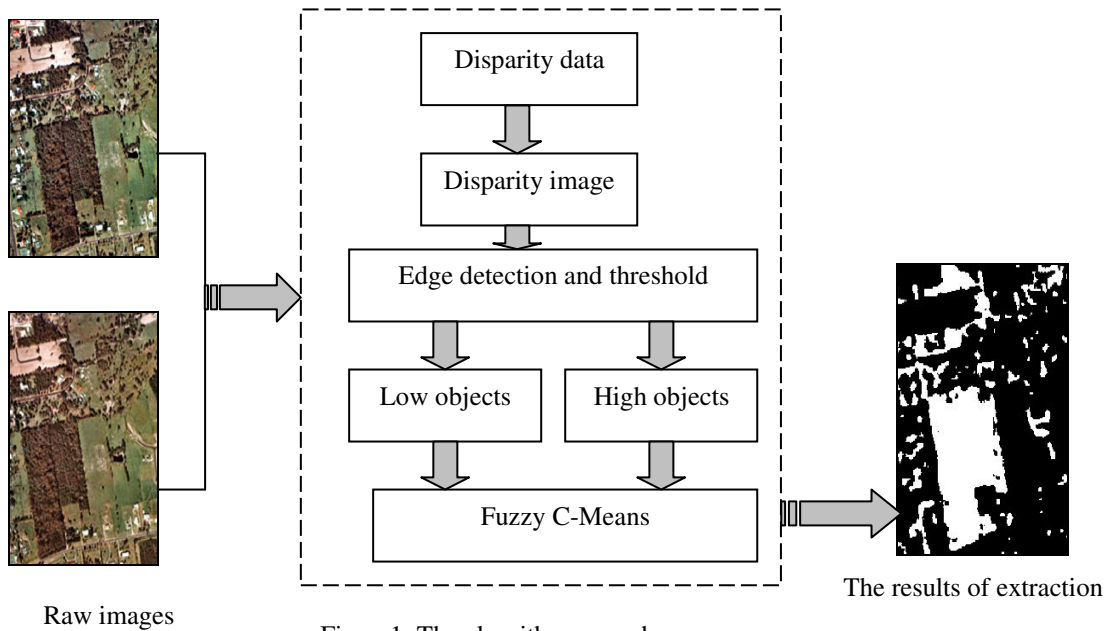 Disparity data
Disparity image
Edge detection and threshold
Low objects
High objects
Fuzzy C-Means
The results of extraction
Raw images